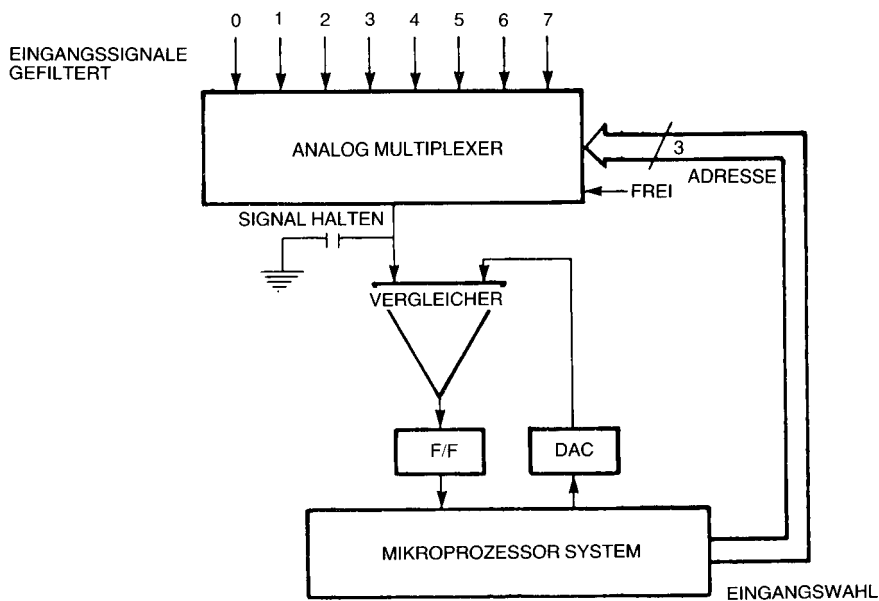 0 1 2 3 4 5 6 7
EINGANGSSIGNALE
GEFILTERT
ANALOG MULTIPLEXER
3
ADRESSE
FREI
SIGNAL HALTEN
VERGLEICHER
F/F
DAC
MIKROPROZESSOR SYSTEM
EINGANGSWAHL